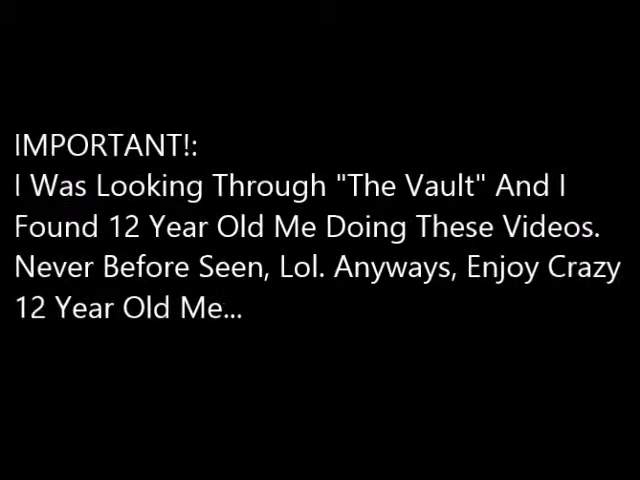 IMPORTANT!:
I Was Looking Through "The Vault" And I
Found 12 Year Old Me Doing These Videos.
Never Before Seen, Lol. Anyways, Enjoy Crazy
12 Year Old Me...